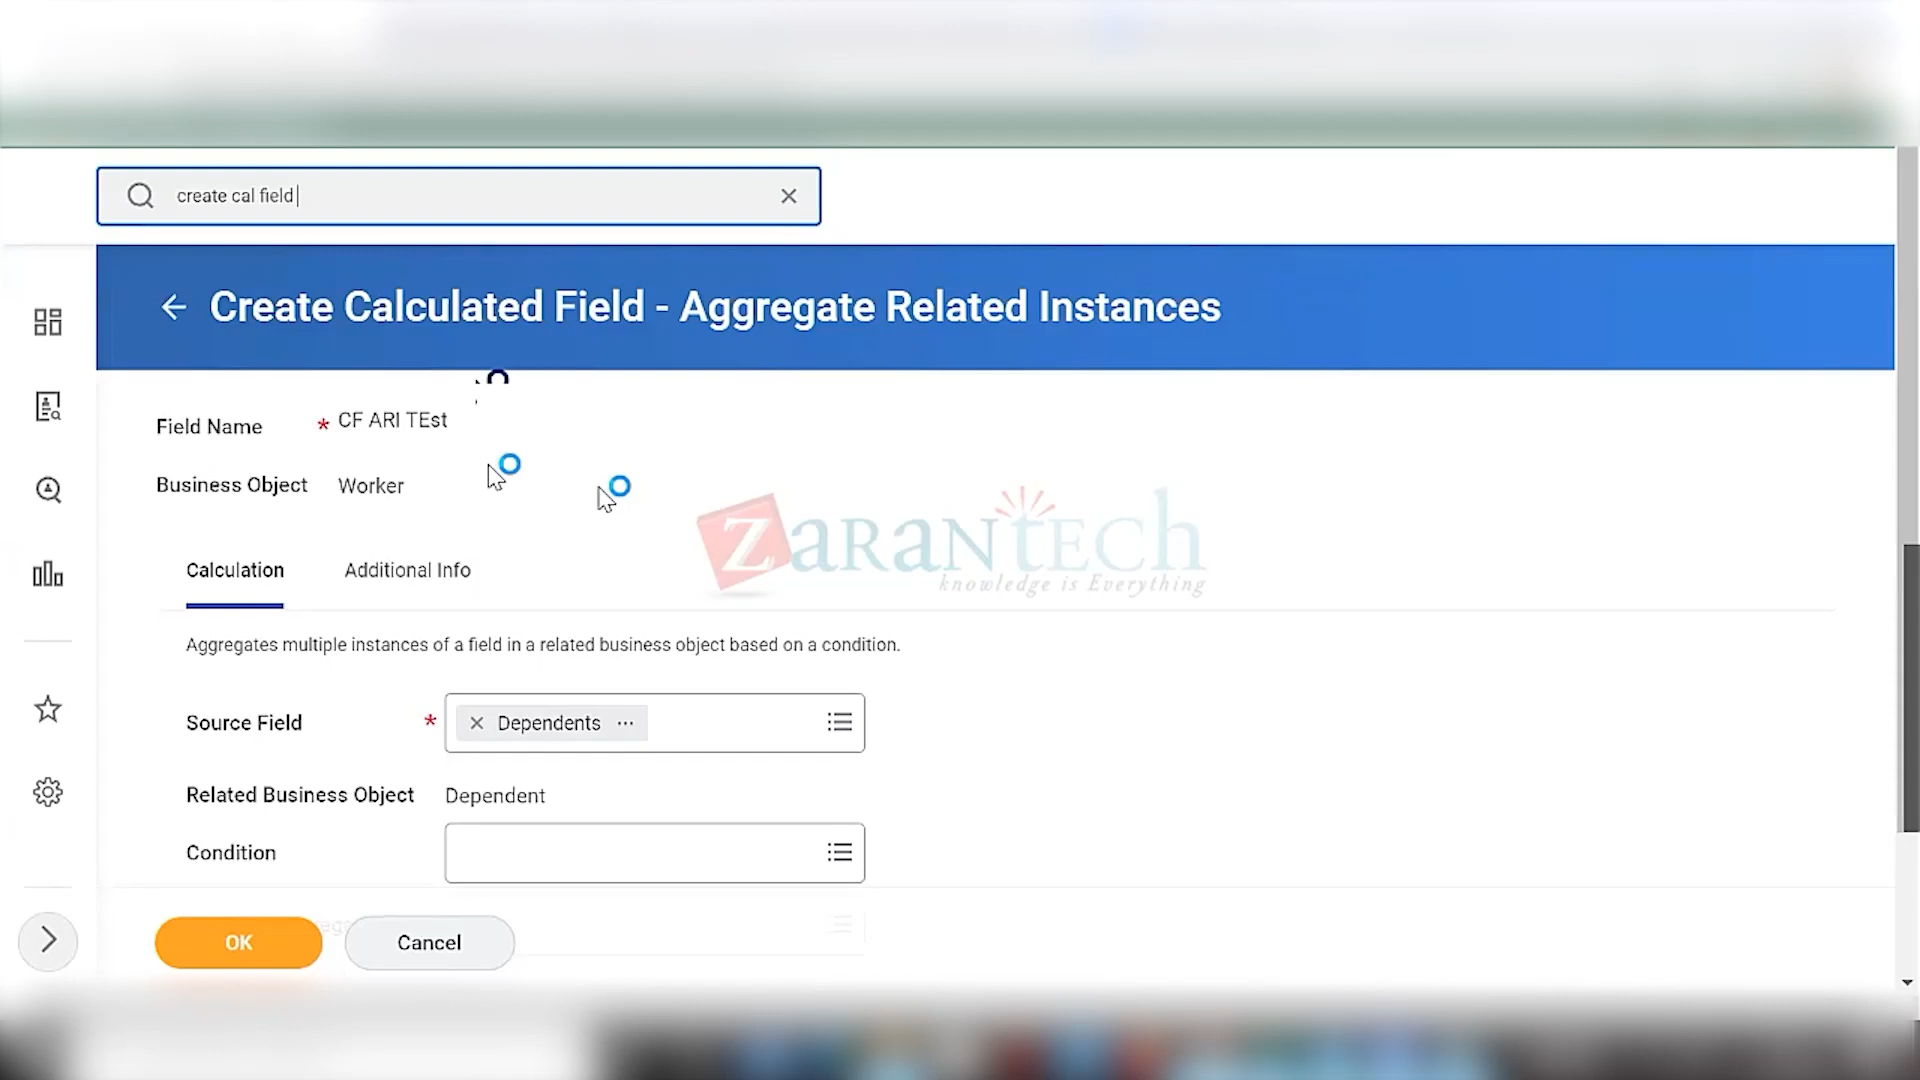 create cal field
Create Calculated Field - Aggregate Related Instances
Field Name * CF ARI TEst
Business Object Worker
ZARANTECH
knowledge is Everything
Calculation Additional Info
Aggregates multiple instances of a field in a related business object based on a condition.
Source Field * Dependents
Related Business Object Dependent
Condition
OK Cancel